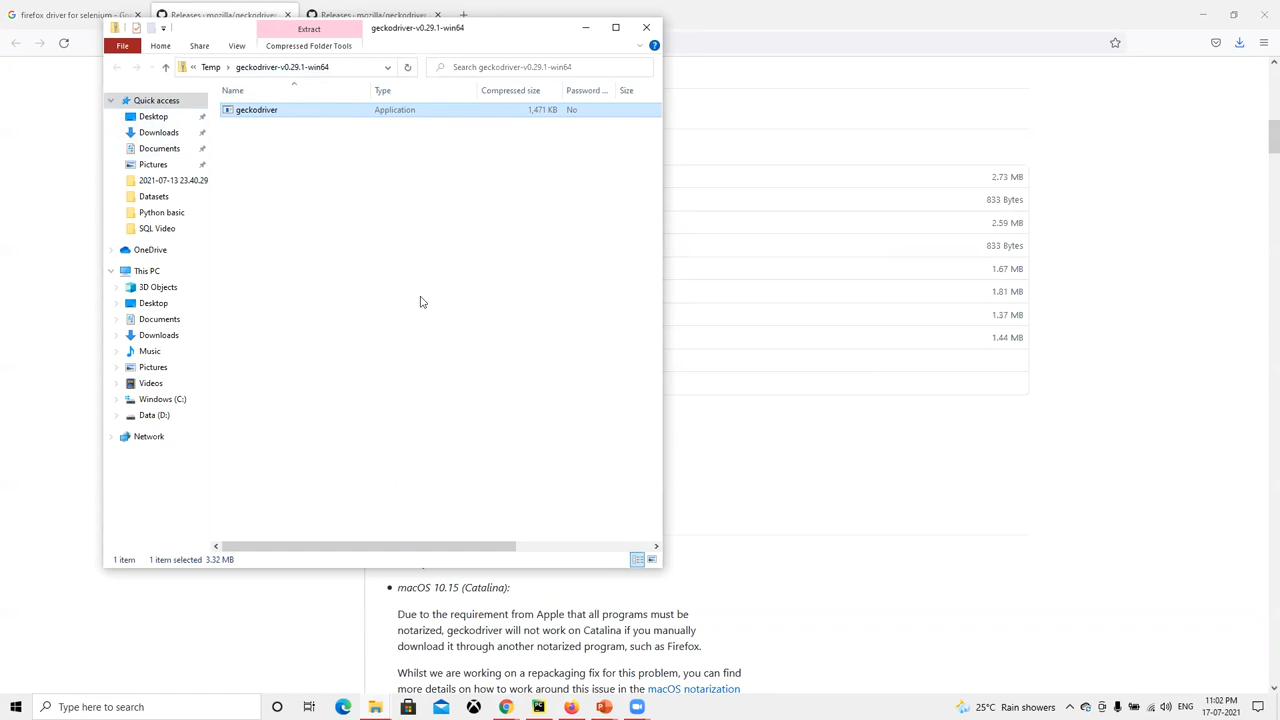 firefox driver for selenium - Go
Releases · mozilla/geckodriver
Releases · mozilla/geckodriver
Extract
geckodriver-v0.29.1-win64
File
Home
Share
View
Compressed Folder Tools
« Temp › geckodriver-v0.29.1-win64
Search geckodriver-v0.29.1-win64
Name
Type
Compressed size
Password ...
Size
geckodriver
Application
1,471 KB
No
Quick access
Desktop
Downloads
Documents
Pictures
2021-07-13 23.40.29
Datasets
Python basic
SQL Video
OneDrive
This PC
3D Objects
Desktop
Documents
Downloads
Music
Pictures
Videos
Windows (C:)
Data (D:)
Network
1 item
1 item selected 3.32 MB
2.73 MB
833 Bytes
2.59 MB
833 Bytes
1.67 MB
1.81 MB
1.37 MB
1.44 MB
• macOS 10.15 (Catalina):
Due to the requirement from Apple that all programs must be
notarized, geckodriver will not work on Catalina if you manually
download it through another notarized program, such as Firefox.
Whilst we are working on a repackaging fix for this problem, you can find
more details on how to work around this issue in the macOS notarization
Type here to search
25°C Rain showers
ENG
11:02 PM
17-07-2021